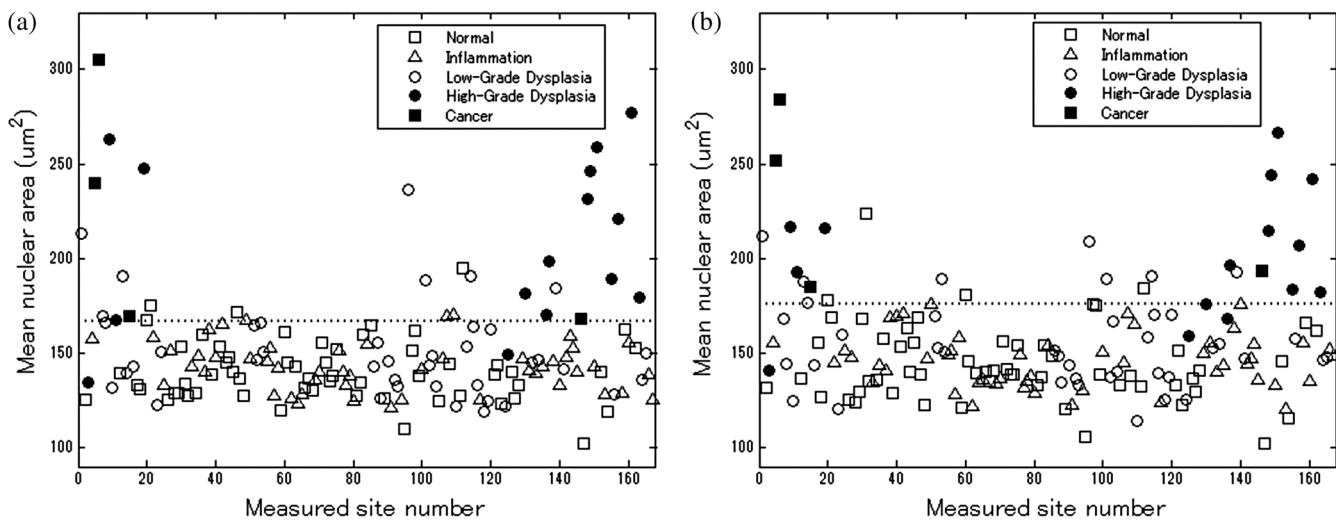 (a)
Normal
Inflammation
Low-Grade Dysplasia
High-Grade Dysplasia
Cancer
300
250
200
150
100
Mean nuclear area (um²)
0 20 40 60 80 100 120 140 160
Measured site number
(b)
Normal
Inflammation
Low-Grade Dysplasia
High-Grade Dysplasia
Cancer
300
250
200
150
100
Mean nuclear area (um²)
0 20 40 60 80 100 120 140 160
Measured site number